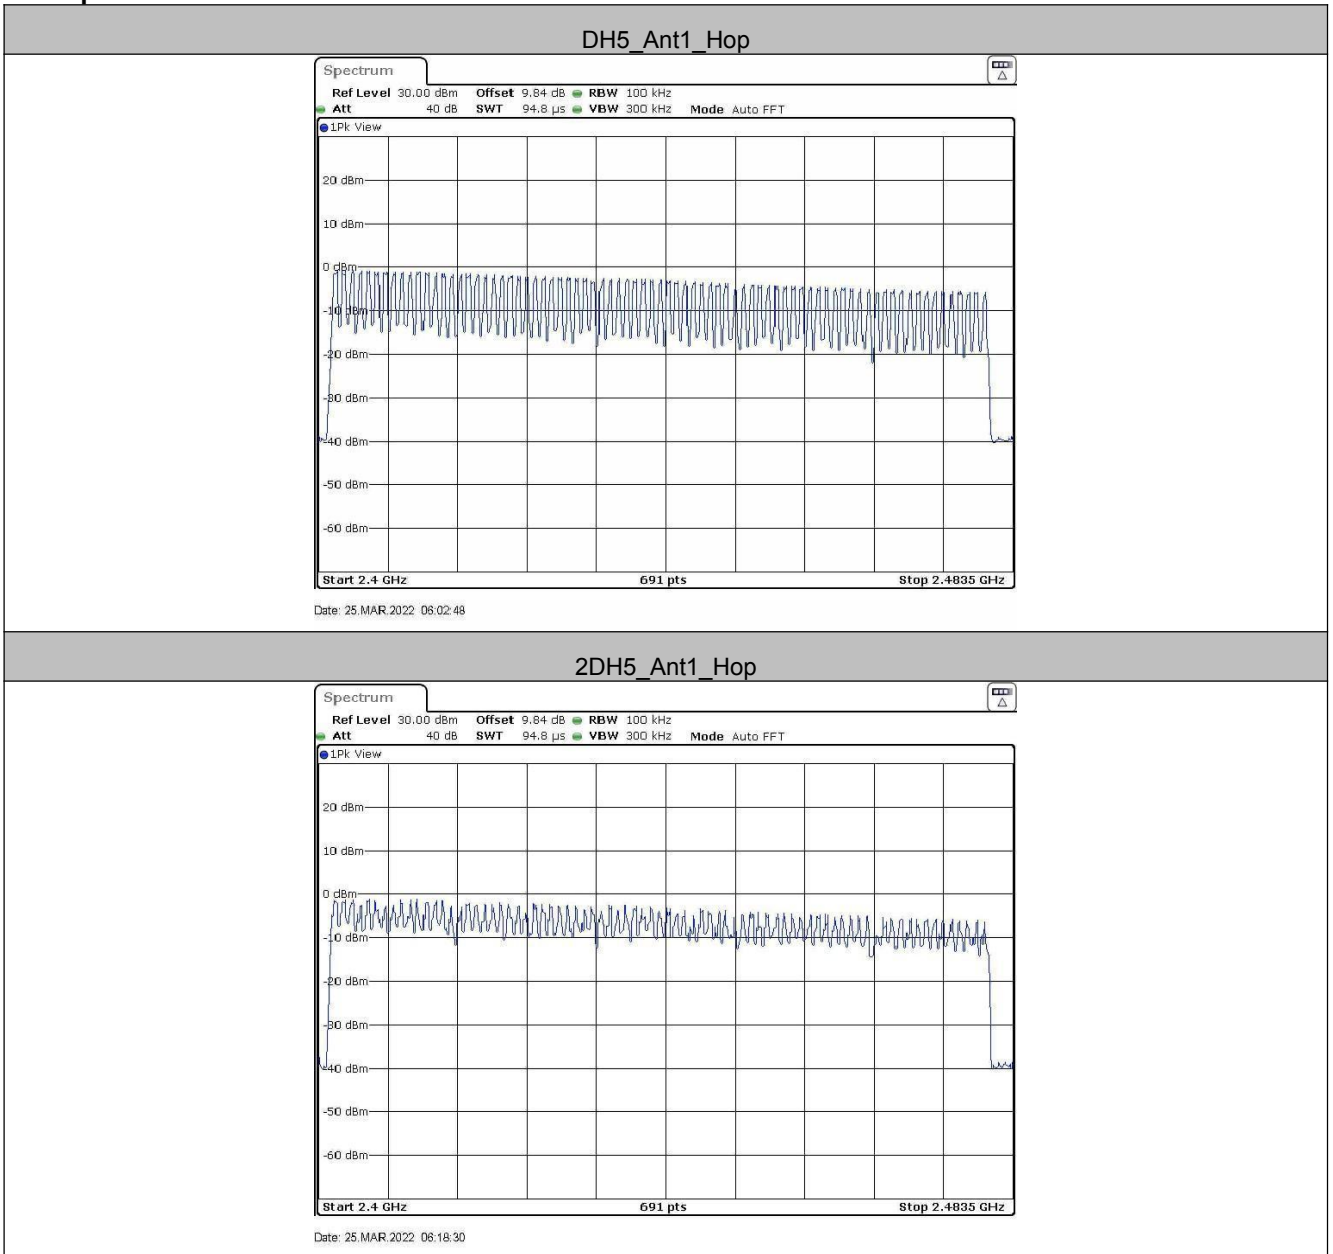 DH5_Ant1_Hop
Spectrum
Ref Level 30.00 dBm Offset 9.84 dB RBW 100 kHz
Att 40 dB SWT 94.8 µs VBW 300 kHz Mode Auto FFT
1Pk View
20 dBm
10 dBm
0 dBm
-10 dBm
-20 dBm
-30 dBm
-40 dBm
-50 dBm
-60 dBm
Start 2.4 GHz 691 pts Stop 2.4835 GHz
Date: 25.MAR.2022 06:02:48
2DH5_Ant1_Hop
Spectrum
Ref Level 30.00 dBm Offset 9.84 dB RBW 100 kHz
Att 40 dB SWT 94.8 µs VBW 300 kHz Mode Auto FFT
1Pk View
20 dBm
10 dBm
0 dBm
-10 dBm
-20 dBm
-30 dBm
-40 dBm
-50 dBm
-60 dBm
Start 2.4 GHz 691 pts Stop 2.4835 GHz
Date: 25.MAR.2022 06:18:30